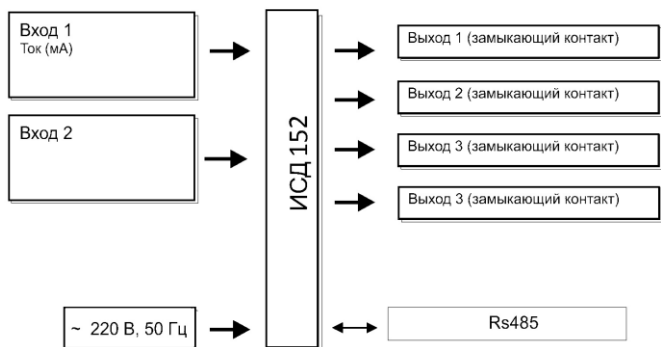 Вход 1
Ток (мА)
Вход 2
~ 220 В, 50 Гц
ИСД 152
Выход 1 (замыкающий контакт)
Выход 2 (замыкающий контакт)
Выход 3 (замыкающий контакт)
Выход 3 (замыкающий контакт)
Rs485